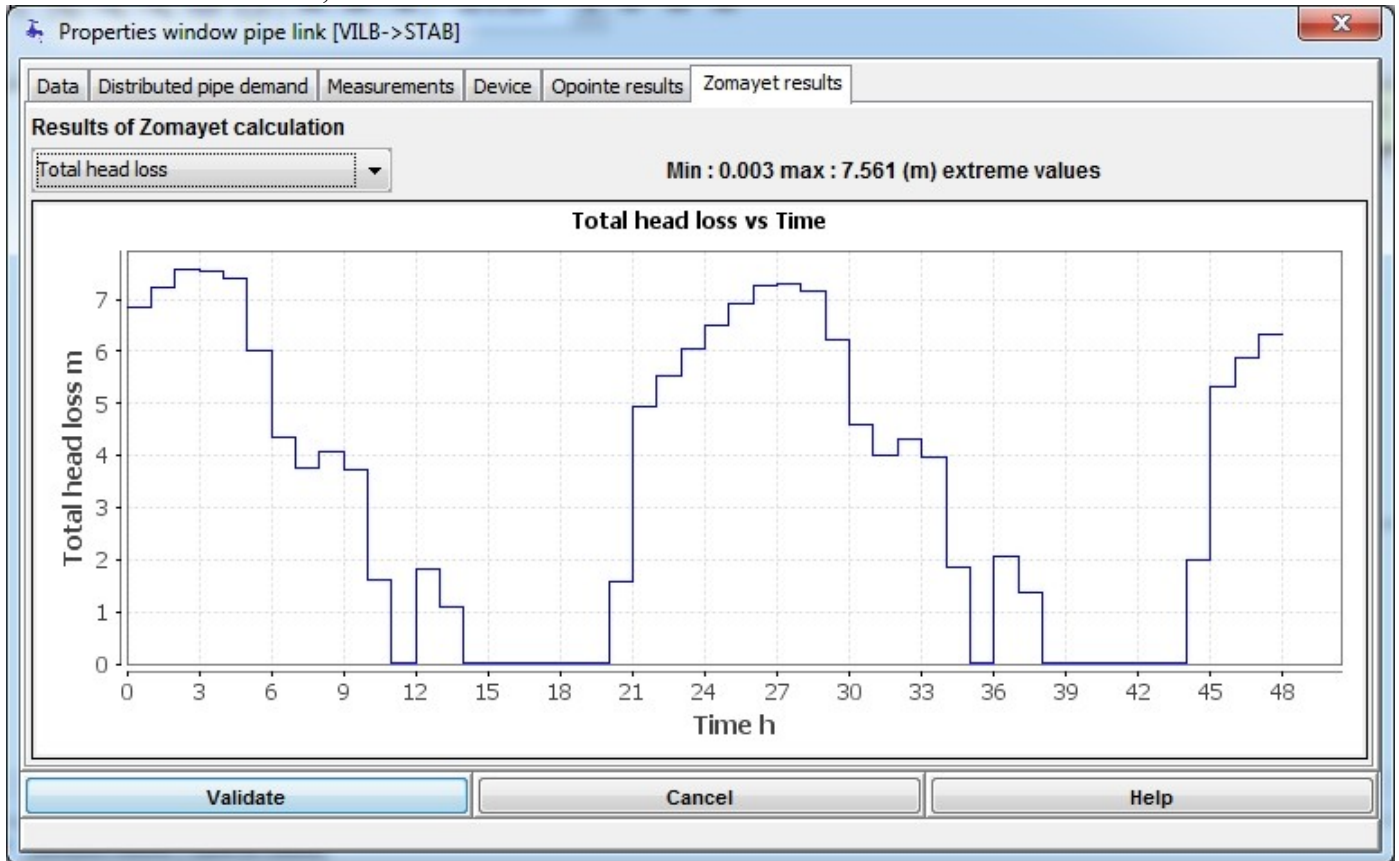 Properties window pipe link [VILB->STAB]
Data Distributed pipe demand Measurements Device Opointe results Zomayet results
Results of Zomayet calculation
Total head loss Min : 0.003 max : 7.561 (m) extreme values
Total head loss vs Time
Total head loss m
7
6
5
4
3
2
1
0
0 3 6 9 12 15 18 21 24 27 30 33 36 39 42 45 48
Time h
Validate Cancel Help